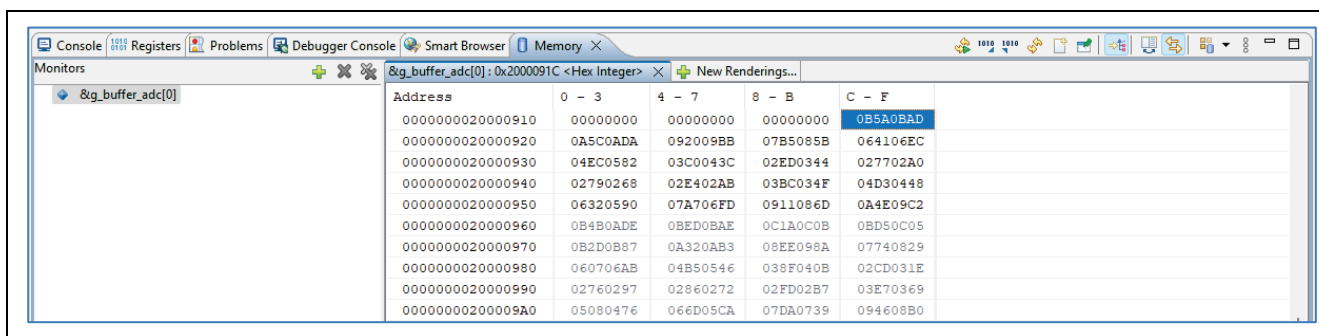 Console Registers Problems Debugger Console Smart Browser Memory
Monitors
&g_buffer_adc[0] : 0x2000091C <Hex Integer> New Renderings...
&g_buffer_adc[0]
Address 0 - 3 4 - 7 8 - B C - F
0000000020000910 00000000 00000000 00000000 0B5A0BAD
0000000020000920 0A5C0ADA 092009BB 07B5085B 064106EC
0000000020000930 04EC0582 03C0043C 02ED0344 027702A0
0000000020000940 02790268 02E402AB 03BC034F 04D30448
0000000020000950 06320590 07A706FD 0911086D 0A4E09C2
0000000020000960 0B4B0ADE 0BED0BAE 0C1A0C0B 0BD50C05
0000000020000970 0B2D0B87 0A320AB3 08EE098A 07740829
0000000020000980 060706AB 04B50546 038F040B 02CD031E
0000000020000990 02760297 02860272 02FD02B7 03E70369
00000000200009A0 05080476 066D05CA 07DA0739 094608B0